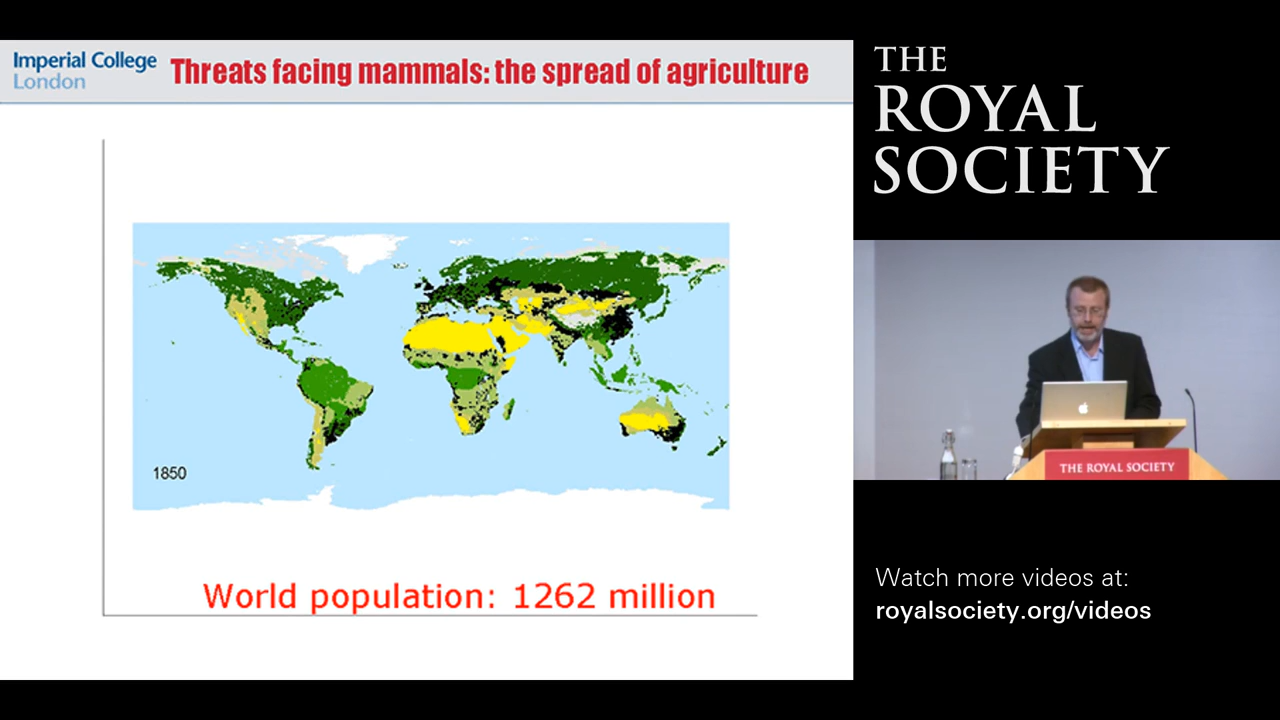 Imperial College
London
Threats facing mammals: the spread of agriculture
1850
World population: 1262 million
THE
ROYAL
SOCIETY
THE ROYAL SOCIETY
Watch more videos at:
royalsociety.org/videos